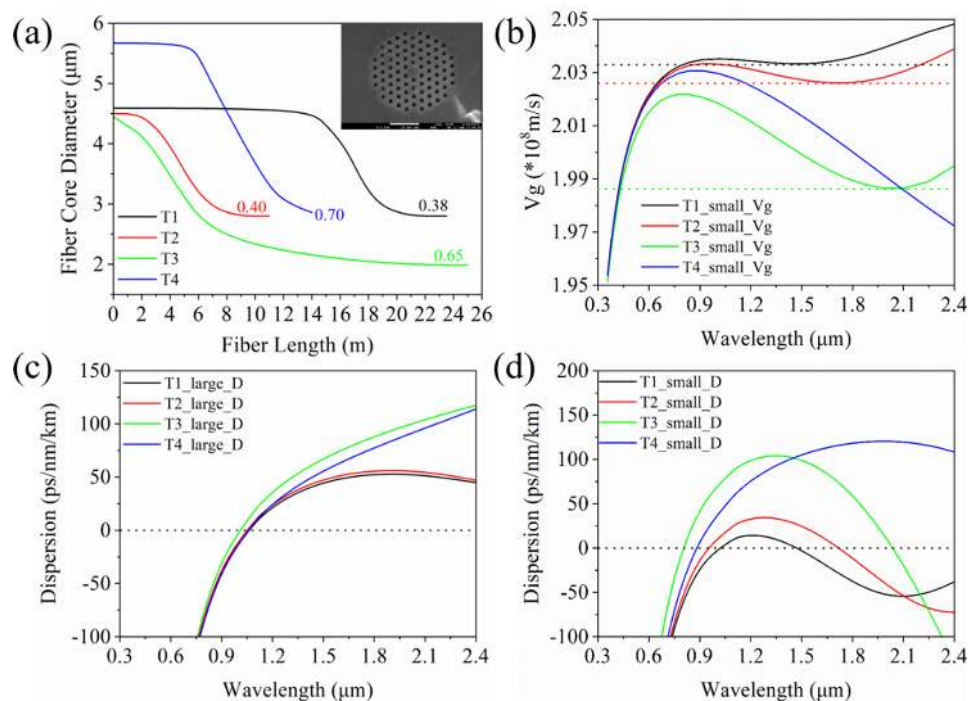 (a)
Fiber Core Diameter (μm)
6
5
4
3
2
0.40
0.70
0.38
0.65
T1
T2
T3
T4
0 2 4 6 8 10 12 14 16 18 20 22 24 26
Fiber Length (m)
(b)
Vg (*10⁸m/s)
2.05
2.03
2.01
1.99
1.97
1.95
T1_small_Vg
T2_small_Vg
T3_small_Vg
T4_small_Vg
0.3 0.6 0.9 1.2 1.5 1.8 2.1 2.4
Wavelength (μm)
(c)
Dispersion (ps/nm/km)
150
100
50
0
-50
-100
T1_large_D
T2_large_D
T3_large_D
T4_large_D
0.3 0.6 0.9 1.2 1.5 1.8 2.1 2.4
Wavelength (μm)
(d)
Dispersion (ps/nm/km)
200
150
100
50
0
-50
-100
T1_small_D
T2_small_D
T3_small_D
T4_small_D
0.3 0.6 0.9 1.2 1.5 1.8 2.1 2.4
Wavelength (μm)